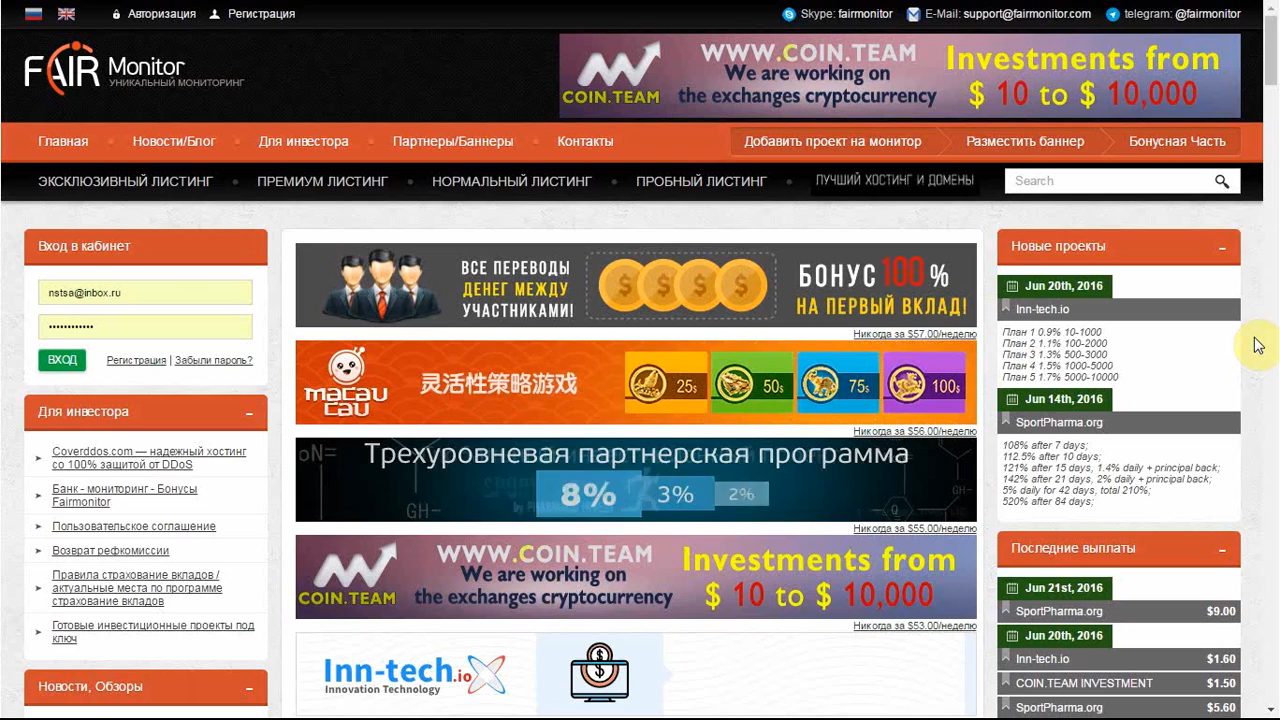 Авторизация Регистрация Skype: fairmonitor E-Mail: support@fairmonitor.com telegram: @fairmonitor
FAIR Monitor
УНИКАЛЬНЫЙ МОНИТОРИНГ
COIN.TEAM
WWW.COIN.TEAM
We are working on
the exchanges cryptocurrency
Investments from
$ 10 to $ 10,000
Главная Новости/Блог Для инвестора Партнеры/Баннеры Контакты Добавить проект на монитор Разместить баннер Бонусная Часть
ЭКСКЛЮЗИВНЫЙ ЛИСТИНГ ПРЕМИУМ ЛИСТИНГ НОРМАЛЬНЫЙ ЛИСТИНГ ПРОБНЫЙ ЛИСТИНГ ЛУЧШИЙ ХОСТИНГ И ДОМЕНЫ Search
Вход в кабинет
nstsa@inbox.ru
••••••••••••
ВХОД Регистрация | Забыли пароль?
Для инвестора –
Coverddos.com — надежный хостинг
со 100% защитой от DDoS
Банк - мониторинг - Бонусы
Fairmonitor
Пользовательское соглашение
Возврат рефкомиссии
Правила страхование вкладов /
актуальные места по программе
страхование вкладов
Готовые инвестиционные проекты под
ключ
Новости, Обзоры –
ВСЕ ПЕРЕВОДЫ
ДЕНЕГ МЕЖДУ
УЧАСТНИКАМИ!
БОНУС 100 %
НА ПЕРВЫЙ ВКЛАД!
Никогда за $57.00/неделю
MACAU
CAU
灵活性策略游戏
25$ 50$ 75$ 100$
Никогда за $56.00/неделю
Трехуровневая партнерская программа
8% 3% 2%
oN=
GH-
GH-
Никогда за $55.00/неделю
COIN.TEAM
WWW.COIN.TEAM
We are working on
the exchanges cryptocurrency
Investments from
$ 10 to $ 10,000
Никогда за $53.00/неделю
Inn-tech.io
Innovation Technology
Новые проекты –
Jun 20th, 2016
Inn-tech.io
План 1 0.9% 10-1000
План 2 1.1% 100-2000
План 3 1.3% 500-3000
План 4 1.5% 1000-5000
План 5 1.7% 5000-10000
Jun 14th, 2016
SportPharma.org
108% after 7 days;
112.5% after 10 days;
121% after 15 days, 1.4% daily + principal back;
142% after 21 days, 2% daily + principal back;
5% daily for 42 days, total 210%;
520% after 84 days;
Последние выплаты –
Jun 21st, 2016
SportPharma.org $9.00
Jun 20th, 2016
Inn-tech.io $1.60
COIN.TEAM INVESTMENT $1.50
SportPharma.org $5.60